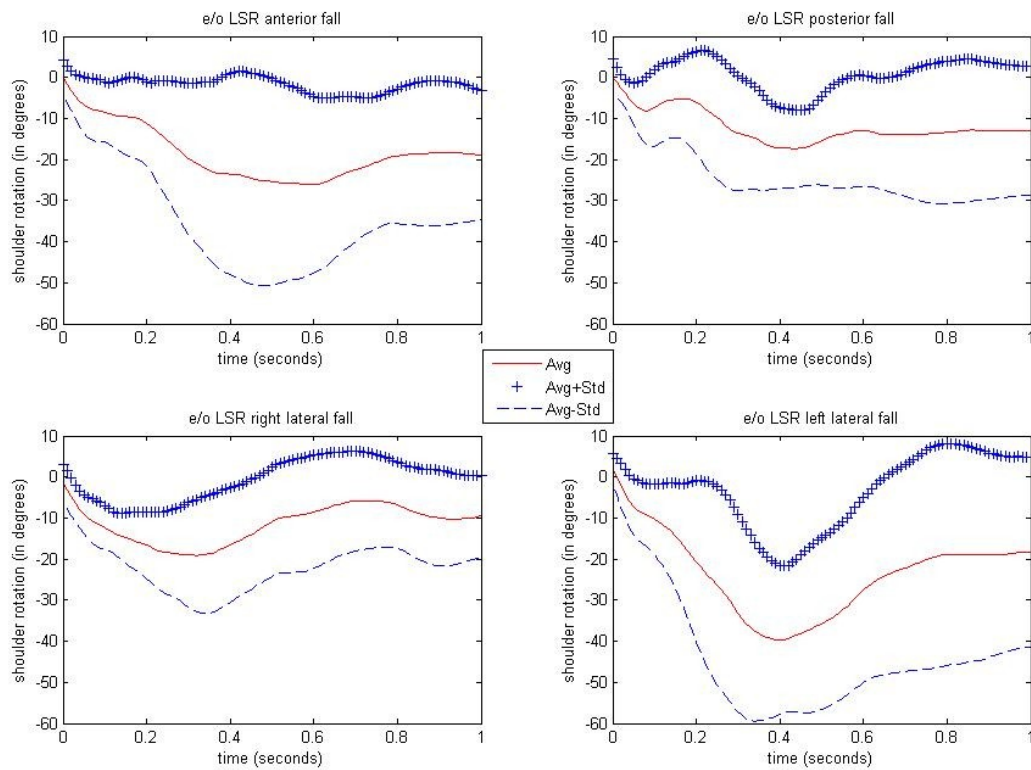 e/o LSR anterior fall
10
0
-10
-20
-30
-40
-50
-60
shoulder rotation (in degrees)
0 0.2 0.4 0.6 0.8 1
time (seconds)
e/o LSR posterior fall
10
0
-10
-20
-30
-40
-50
-60
shoulder rotation (in degrees)
0 0.2 0.4 0.6 0.8 1
time (seconds)
Avg
Avg+Std
Avg-Std
e/o LSR right lateral fall
10
0
-10
-20
-30
-40
-50
-60
shoulder rotation (in degrees)
0 0.2 0.4 0.6 0.8 1
time (seconds)
e/o LSR left lateral fall
10
0
-10
-20
-30
-40
-50
-60
shoulder rotation (in degrees)
0 0.2 0.4 0.6 0.8 1
time (seconds)